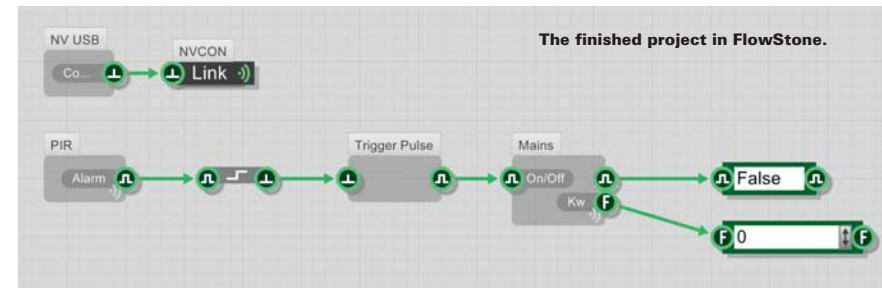 The finished project in FlowStone.
NV USB
NVCON
Co...
Link
PIR
Trigger Pulse
Mains
Alarm
On/Off
False
Kw
F
F
0
F